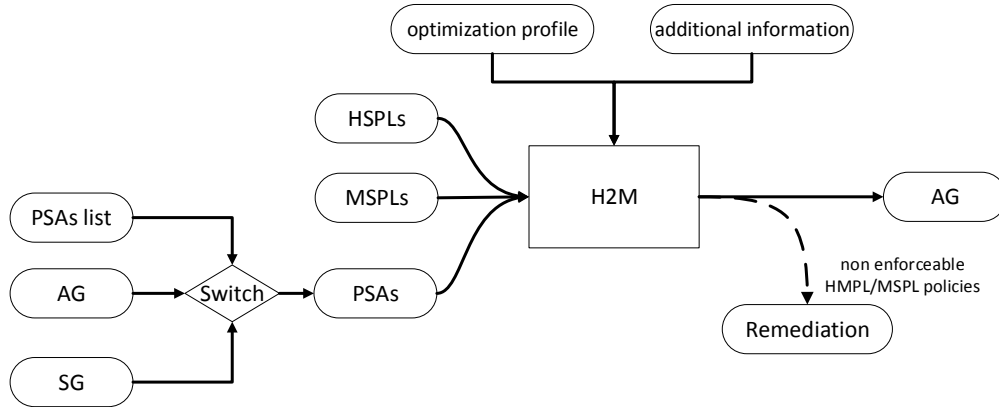 optimization profile
additional information
HSPLs
MSPLs
H2M
AG
PSAs list
AG
Switch
PSAs
non enforceable
HMPL/MSPL policies
Remediation
SG